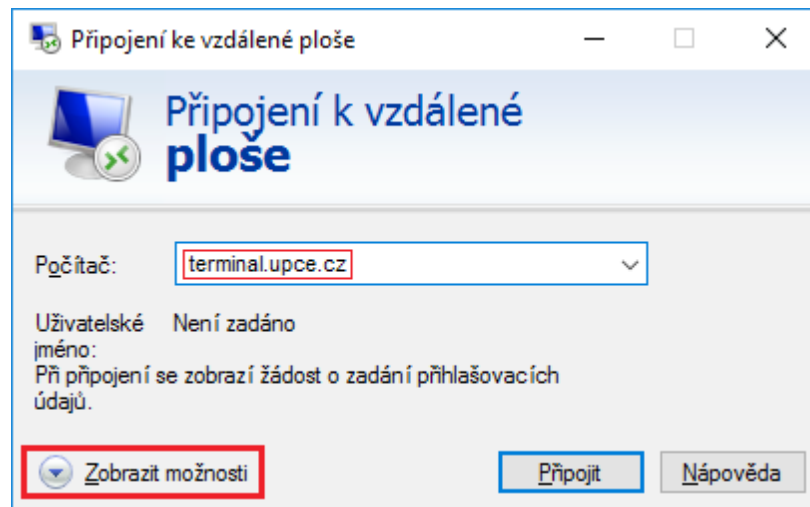 Připojení ke vzdálené ploše
Připojení k vzdálené
ploše
Počítač: terminal.upce.cz
Uživatelské Není zadáno
jméno:
Při připojení se zobrazí žádost o zadání přihlašovacích
údajů.
Zobrazit možnosti Připojit Nápověda